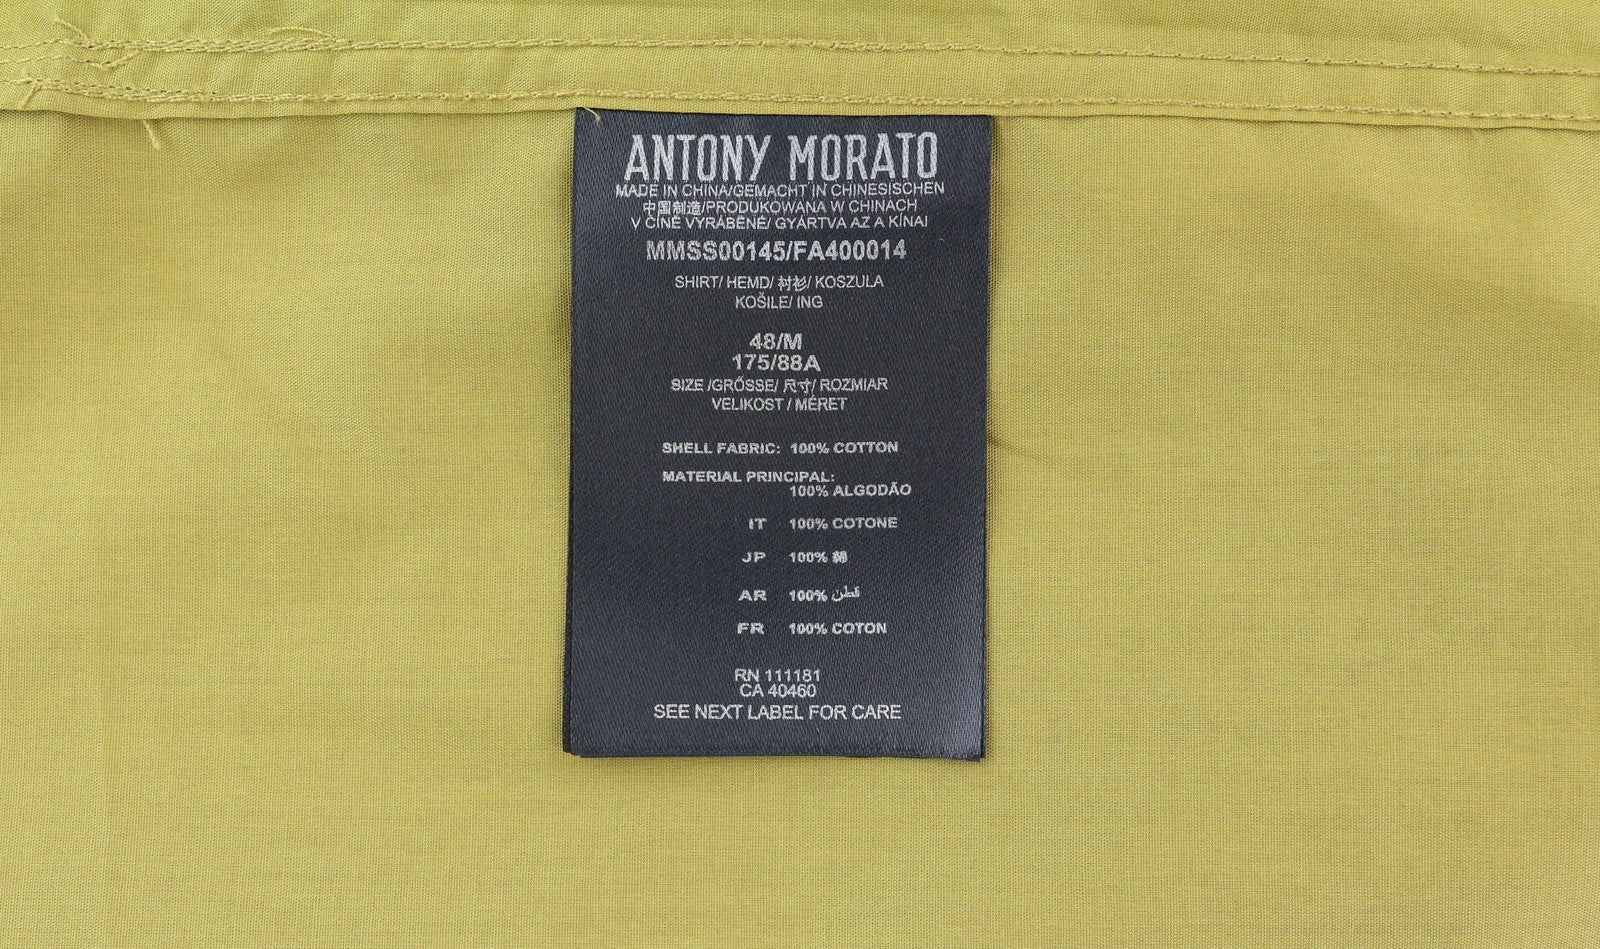 ANTONY MORATO
MADE IN CHINA/GEMACHT IN CHINESISCHEN
中国制造/PRODUKOWANA W CHINACH
V ČÍNĚ VYRÁBĚNÉ/ GYÁRTVA AZ A KÍNAI
MMSS00145/FA400014
SHIRT/ HEMD/ 衬衫/ KOSZULA
KOŠILE/ ING
48/M
175/88A
SIZE /GRÖSSE/ 尺寸/ ROZMIAR
VELIKOST / MÉRET
SHELL FABRIC: 100% COTTON
MATERIAL PRINCIPAL:
100% ALGODÃO
IT 100% COTONE
JP 100% 綿
AR 100% قطن
FR 100% COTON
RN 111181
CA 40460
SEE NEXT LABEL FOR CARE